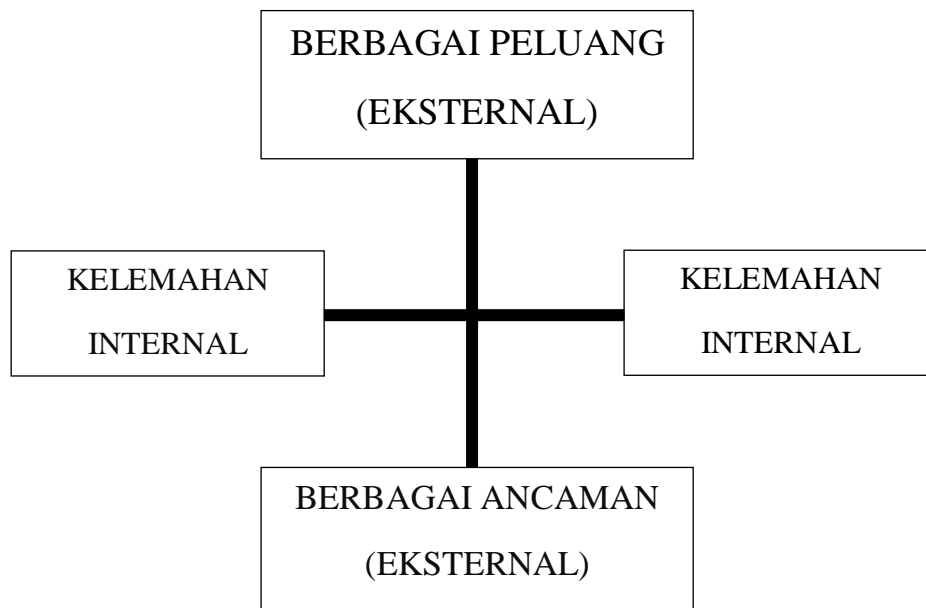 BERBAGAI PELUANG
(EKSTERNAL)
KELEMAHAN
INTERNAL
KELEMAHAN
INTERNAL
BERBAGAI ANCAMAN
(EKSTERNAL)